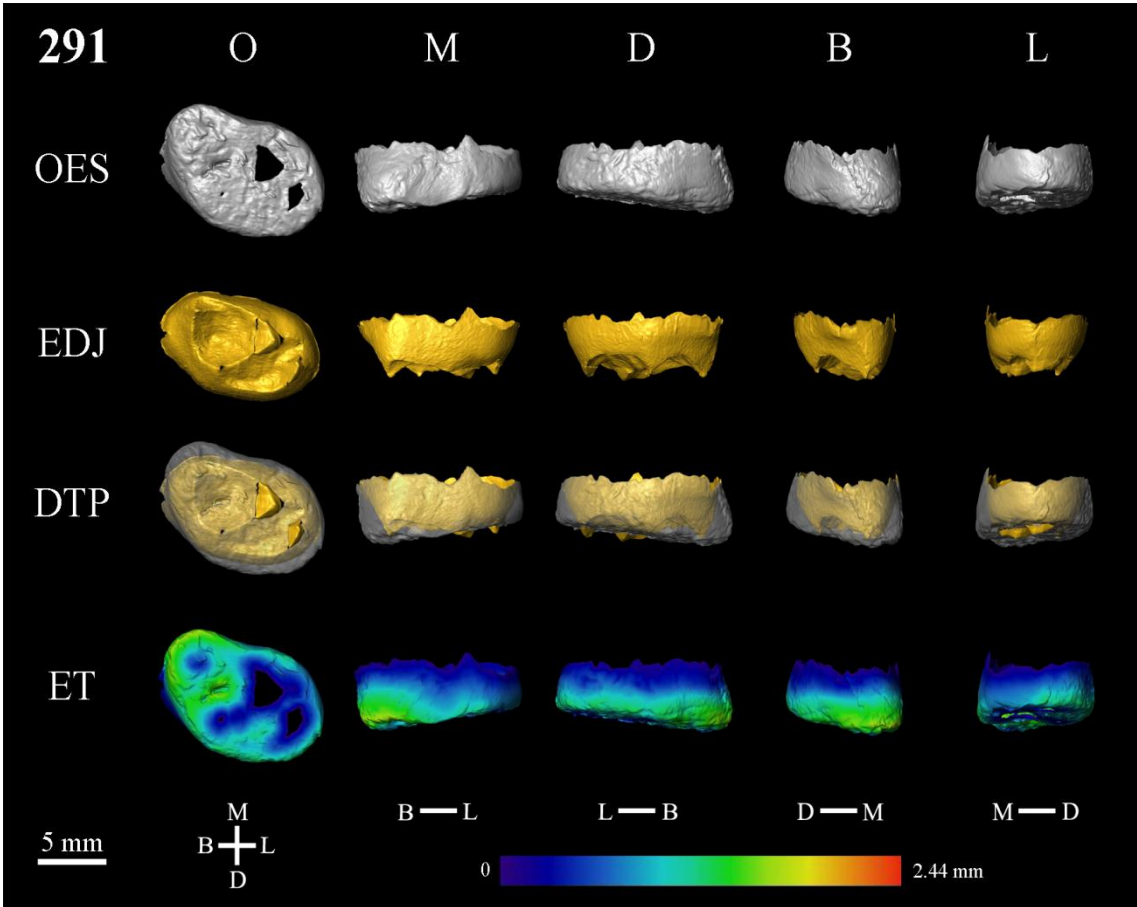 291 O M D B L
OES
EDJ
DTP
ET
M
B L
D
B L
L B
D M
M D
5 mm
0
2.44 mm